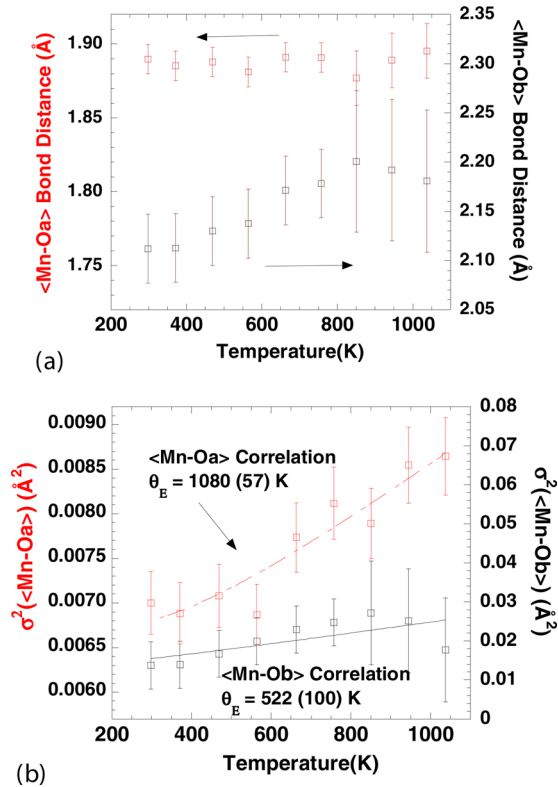 <Mn-Oa> Bond Distance (Å)
1.90
1.85
1.80
1.75
2.35
2.30
2.25
2.20
2.15
2.10
2.05
<Mn-Ob> Bond Distance (Å)
200 400 600 800 1000
Temperature(K)
(a)
σ²(<Mn-Oa>) (Å²)
0.0090
0.0085
0.0080
0.0075
0.0070
0.0065
0.0060
<Mn-Oa> Correlation
θ_E = 1080 (57) K
<Mn-Ob> Correlation
θ_E = 522 (100) K
0.08
0.07
0.06
0.05
0.04
0.03
0.02
0.01
0
σ²(<Mn-Ob>) (Å²)
200 400 600 800 1000
Temperature(K)
(b)